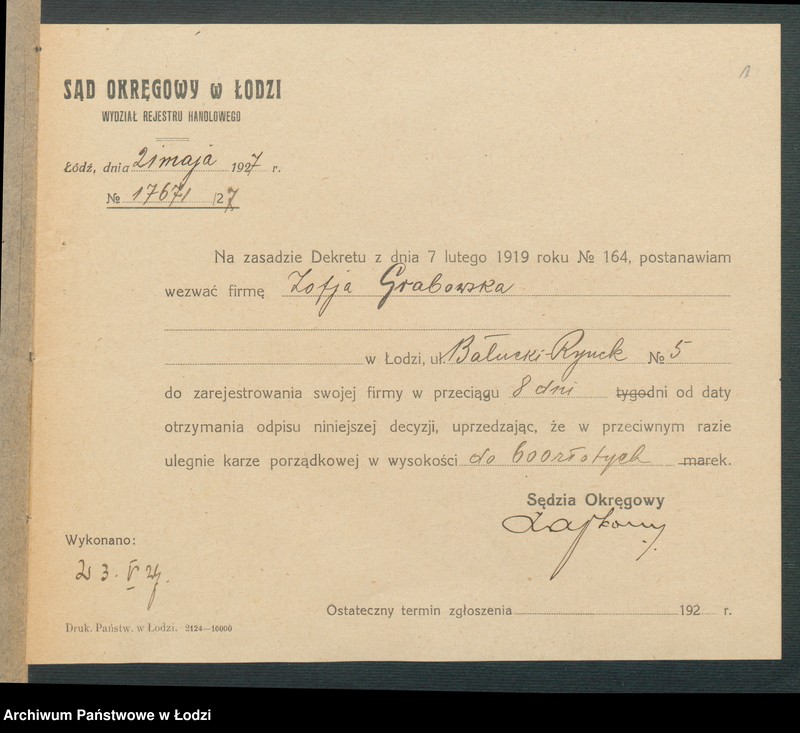 SĄD OKRĘGOWY w ŁODZI
WYDZIAŁ REJESTRU HANDLOWEGO
Łódź, dnia 21 maja 1927 r.
№ 17671 /27
Na zasadzie Dekretu z dnia 7 lutego 1919 roku № 164, postanawiam
wezwać firmę Zofja Grabowska
w Łodzi, ul. Bałucki-Rynek № 5
do zarejestrowania swojej firmy w przeciągu 8 dni tygodni od daty
otrzymania odpisu niniejszej decyzji, uprzedzając, że w przeciwnym razie
ulegnie karze porządkowej w wysokości do 600 złotych marek.
Sędzia Okręgowy
Wykonano:
23. V 27.
Ostateczny termin zgłoszenia 192 r.
Druk. Państw. w Łodzi. 2124—10000
Archiwum Państwowe w Łodzi